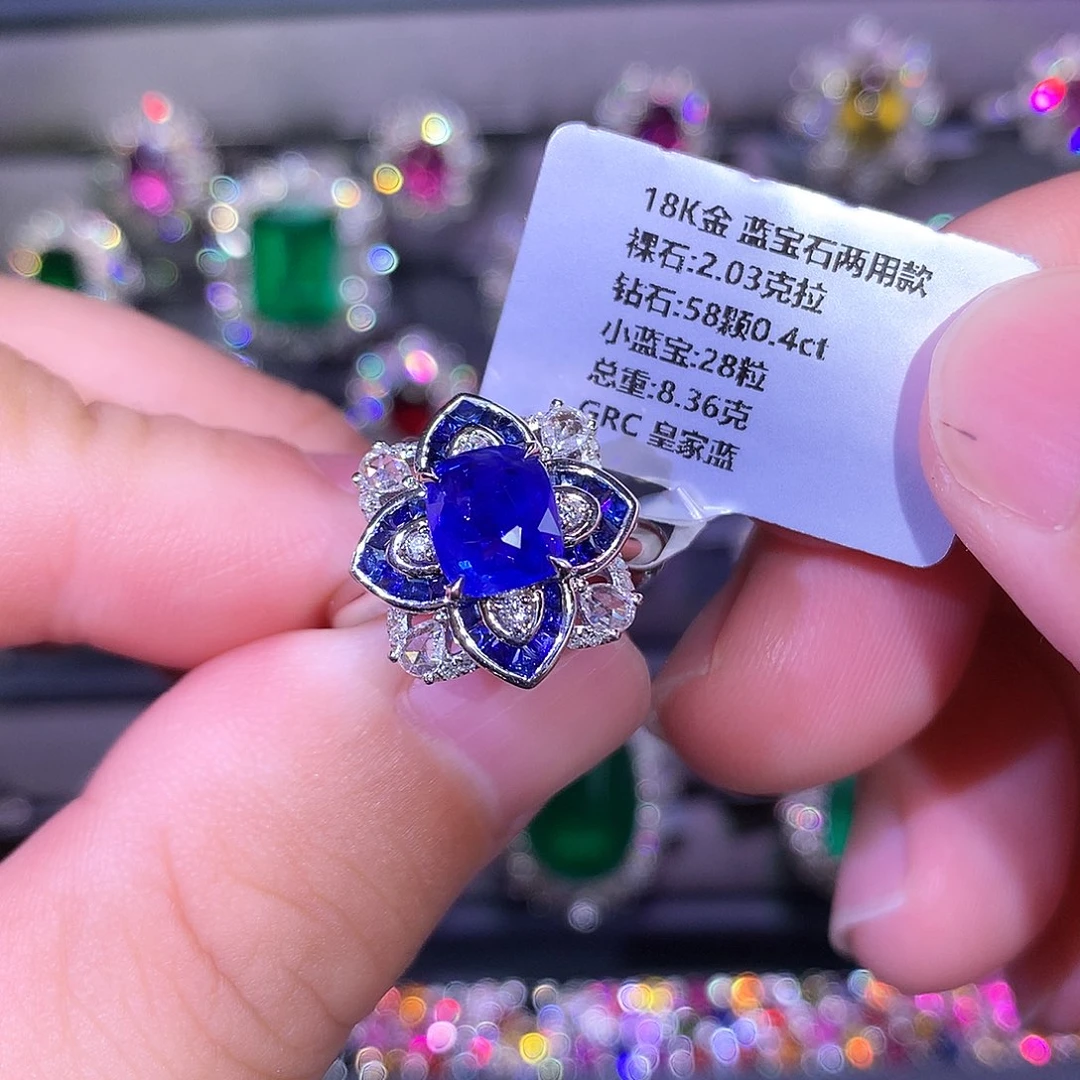 18K金 蓝宝石两用款
裸石:2.03克拉
钻石:58颗0.4ct
小蓝宝:28粒
总重:8.36克
GRC 皇家蓝